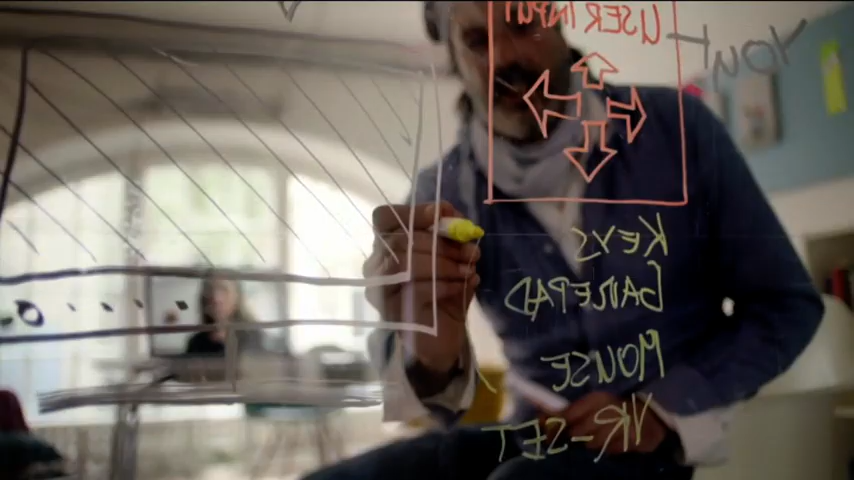 USER INPUT
KEYS
GAMEPAD
MOUSE
VR-SET